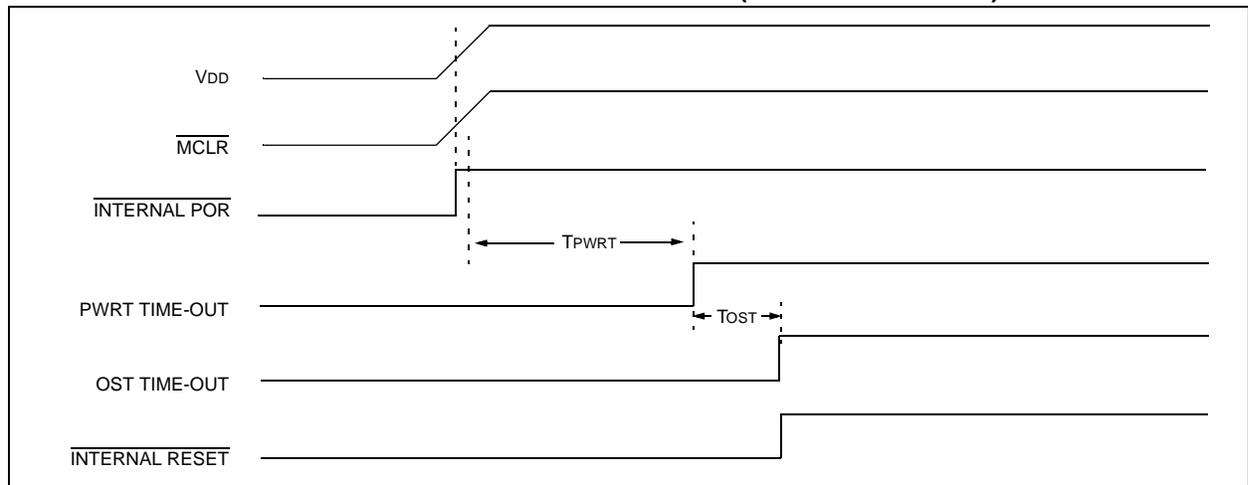 VDD
MCLR
INTERNAL POR
TPWRT
PWRT TIME-OUT
TOST
OST TIME-OUT
INTERNAL RESET